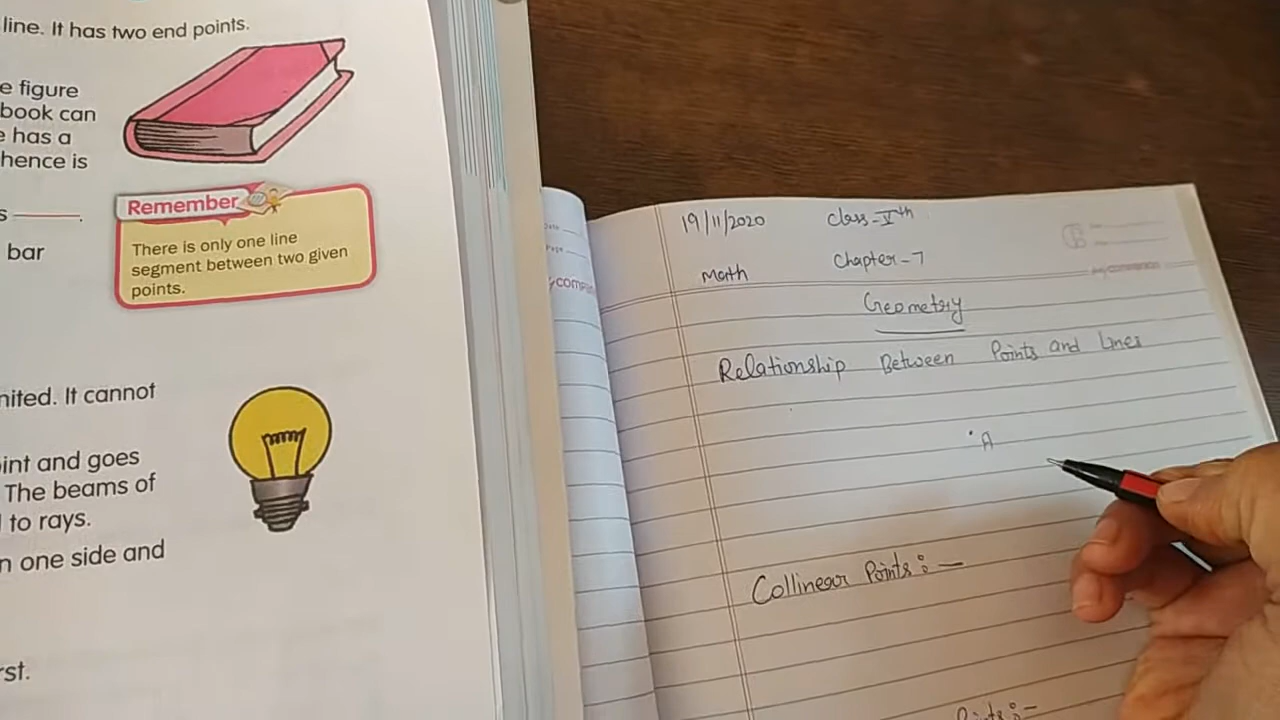 line. It has two end points.
e figure
book can
e has a
hence is
s ______.
bar
Remember
There is only one line
segment between two given
points.
nited. It cannot
int and goes
The beams of
to rays.
n one side and
rst.
19/11/2020 Class-Vth
Math Chapter-7
Geometry
Relationship Between Points and Lines
A
Collinear Points:-
Points:-